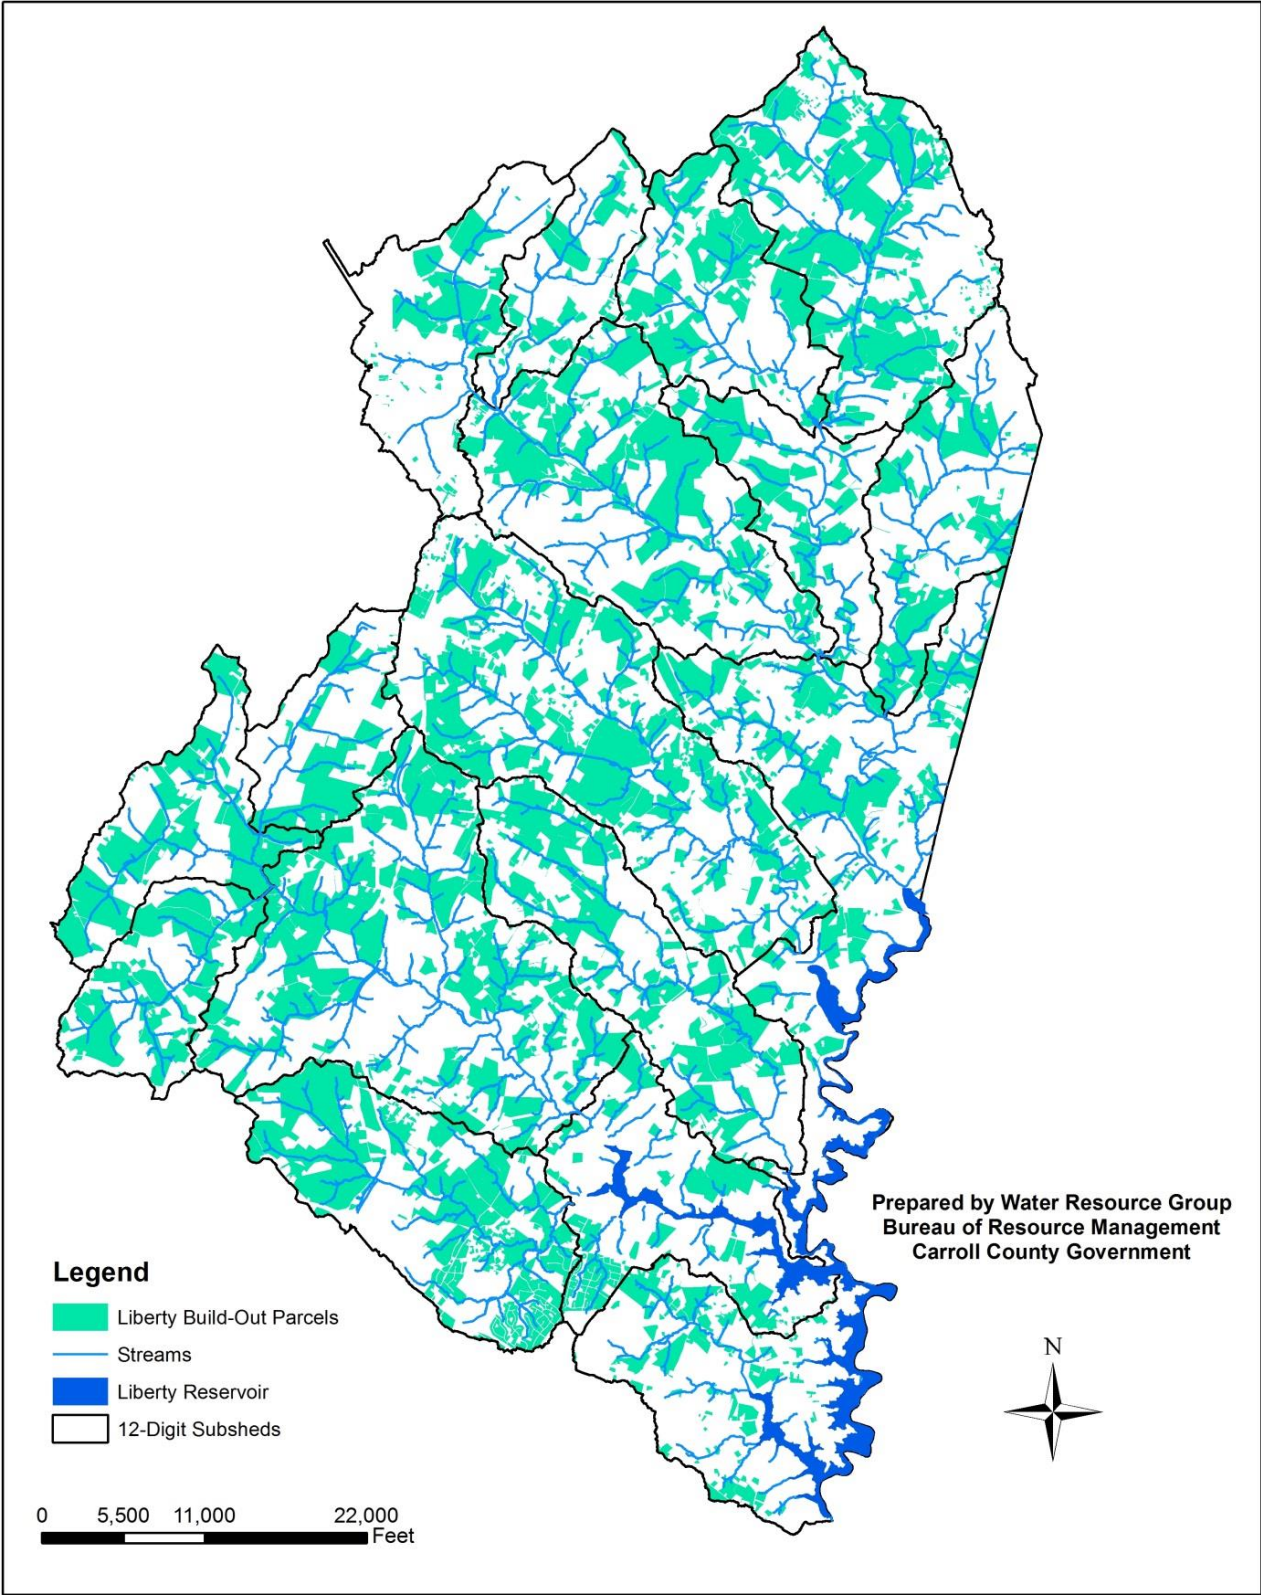 Prepared by Water Resource Group
Bureau of Resource Management
Carroll County Government
Legend
Liberty Build-Out Parcels
Streams
Liberty Reservoir
12-Digit Subsheds
N
0 5,500 11,000 22,000
Feet